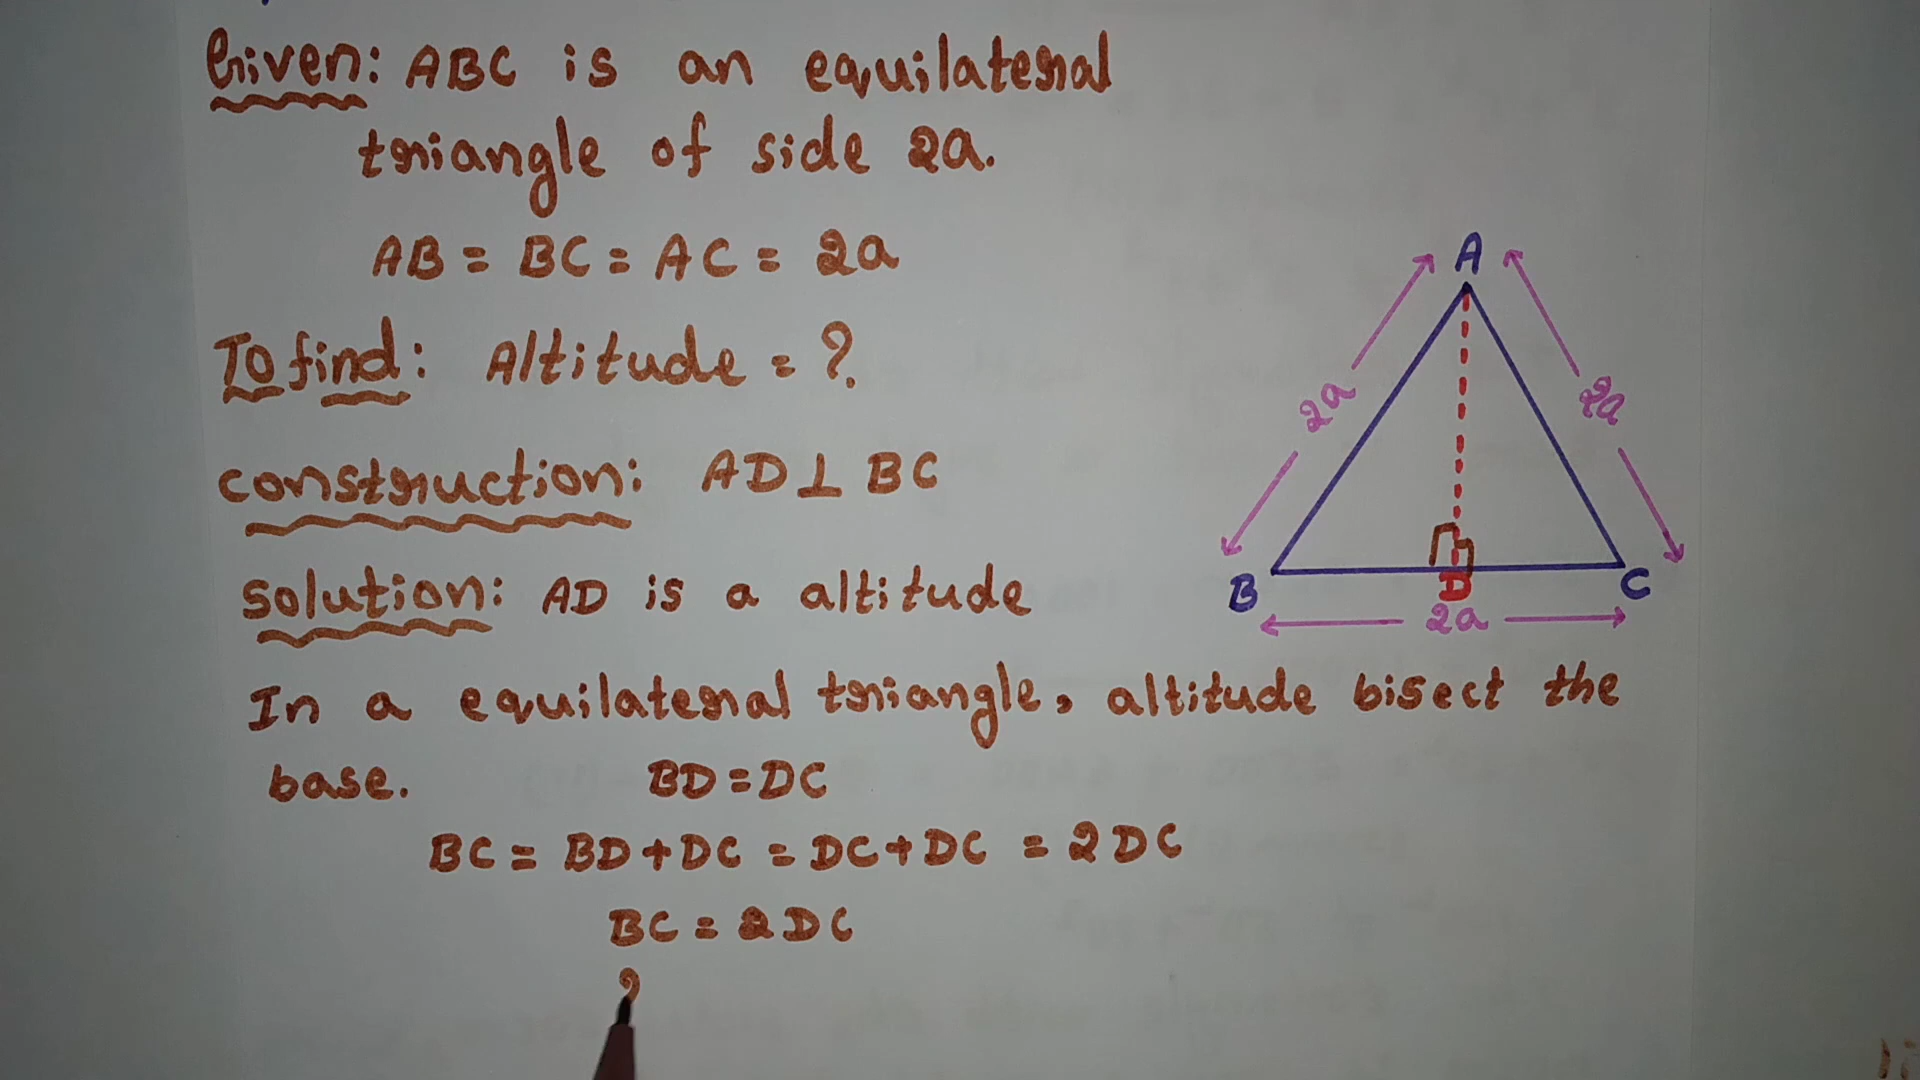 Given: ABC is an equilateral
triangle of side 2a.
AB = BC = AC = 2a
To find: Altitude = ?
construction: AD ⊥ BC
solution: AD is a altitude
In a equilateral triangle, altitude bisect the
base. BD = DC
BC = BD + DC = DC + DC = 2DC
BC = 2DC
A
2a
2a
B
D
C
2a